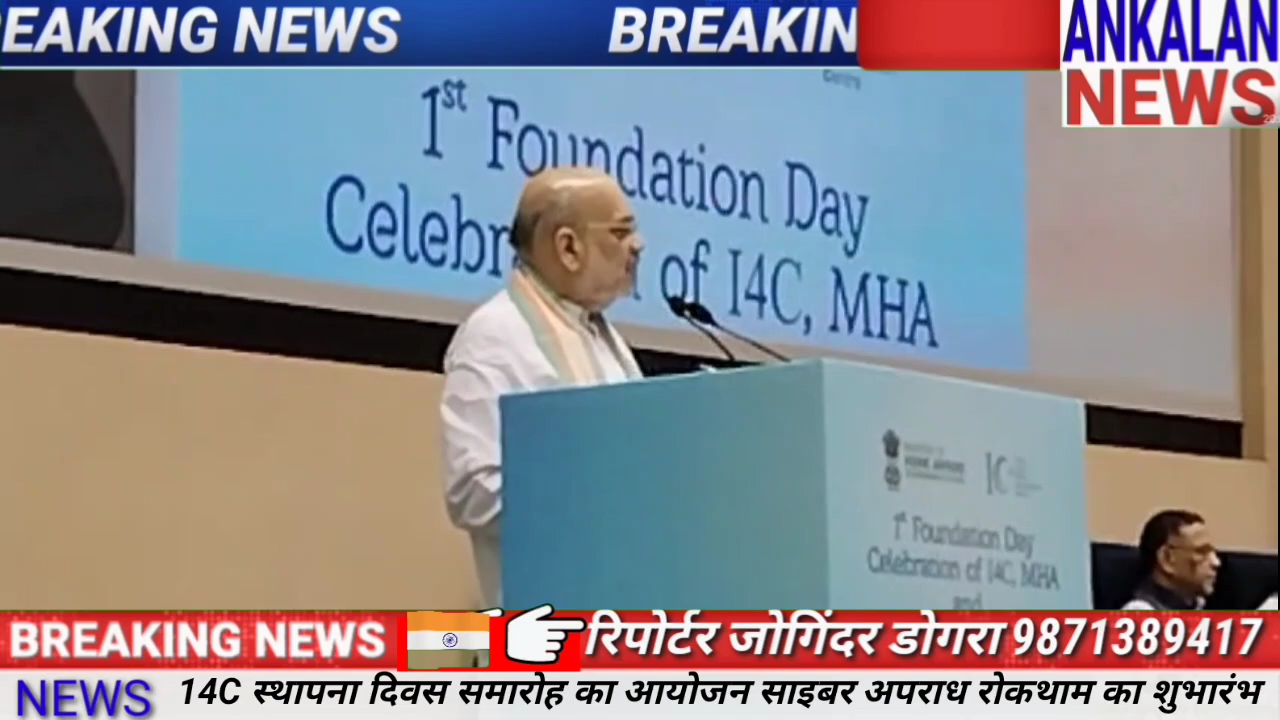 EAKING NEWS BREAKIN
ANKALAN
NEWS
1st Foundation Day
Celebr of I4C, MHA
1st Foundation Day
Celebration of I4C, MHA
and
BREAKING NEWS रिपोर्टर जोगिंदर डोगरा 9871389417
NEWS 14C स्थापना दिवस समारोह का आयोजन साइबर अपराध रोकथाम का शुभारंभ